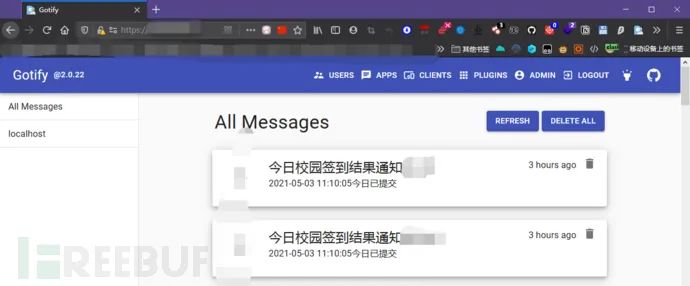 Gotify
https://
其他书签
移动设备上的书签
Gotify @2.0.22
USERS APPS CLIENTS PLUGINS ADMIN LOGOUT
All Messages
localhost
All Messages
REFRESH DELETE ALL
今日校园签到结果通知
3 hours ago
2021-05-03 11:10:05今日已提交
今日校园签到结果通知
3 hours ago
2021-05-03 11:10:05今日已提交
FREEBUF